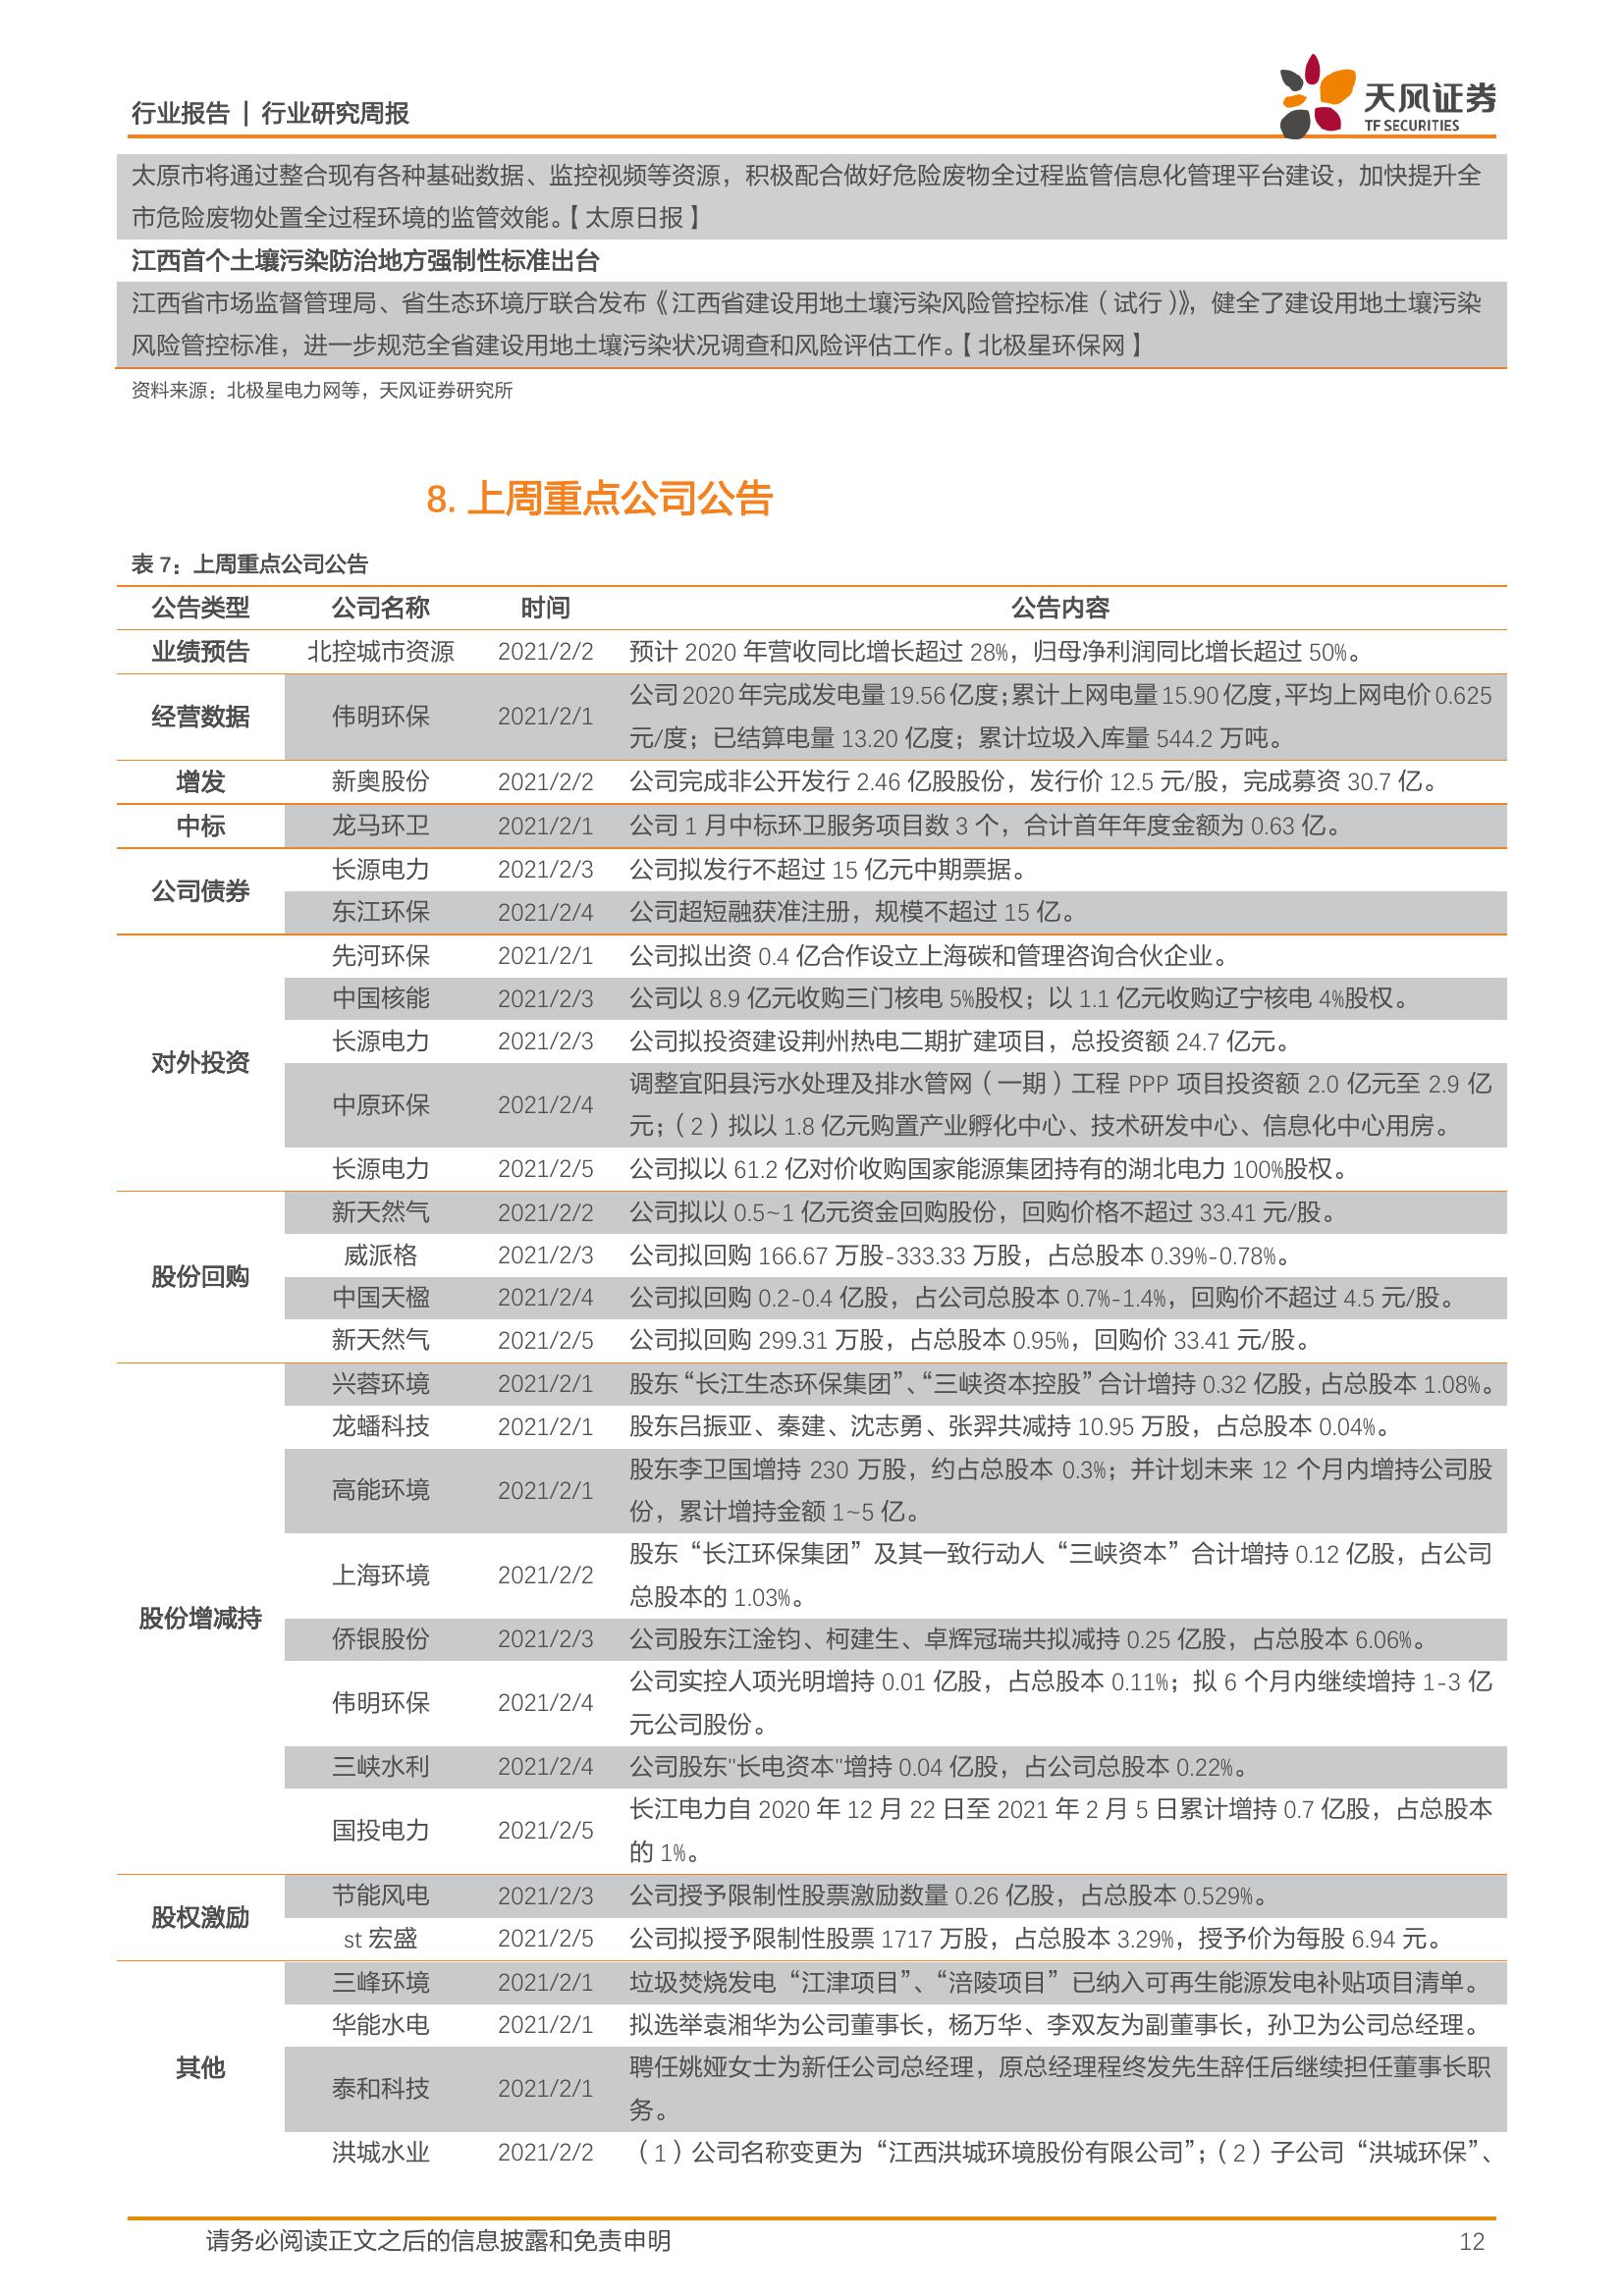 行业报告 | 行业研究周报
天风证券
TF SECURITIES
太原市将通过整合现有各种基础数据、监控视频等资源，积极配合做好危险废物全过程监管信息化管理平台建设，加快提升全
市危险废物处置全过程环境的监管效能。【太原日报】
江西首个土壤污染防治地方强制性标准出台
江西省市场监督管理局、省生态环境厅联合发布《江西省建设用地土壤污染风险管控标准（试行）》，健全了建设用地土壤污染
风险管控标准，进一步规范全省建设用地土壤污染状况调查和风险评估工作。【北极星环保网】
资料来源：北极星电力网等，天风证券研究所
8. 上周重点公司公告
表 7：上周重点公司公告
公告类型 公司名称 时间 公告内容
业绩预告 北控城市资源 2021/2/2 预计 2020 年营收同比增长超过 28%，归母净利润同比增长超过 50%。
经营数据 伟明环保 2021/2/1 公司 2020 年完成发电量 19.56 亿度；累计上网电量 15.90 亿度，平均上网电价 0.625
元/度；已结算电量 13.20 亿度；累计垃圾入库量 544.2 万吨。
增发 新奥股份 2021/2/2 公司完成非公开发行 2.46 亿股股份，发行价 12.5 元/股，完成募资 30.7 亿。
中标 龙马环卫 2021/2/1 公司 1 月中标环卫服务项目数 3 个，合计首年年度金额为 0.63 亿。
公司债券 长源电力 2021/2/3 公司拟发行不超过 15 亿元中期票据。
东江环保 2021/2/4 公司超短融获准注册，规模不超过 15 亿。
对外投资 先河环保 2021/2/1 公司拟出资 0.4 亿合作设立上海碳和管理咨询合伙企业。
中国核能 2021/2/3 公司以 8.9 亿元收购三门核电 5%股权；以 1.1 亿元收购辽宁核电 4%股权。
长源电力 2021/2/3 公司拟投资建设荆州热电二期扩建项目，总投资额 24.7 亿元。
中原环保 2021/2/4 调整宜阳县污水处理及排水管网（一期）工程 PPP 项目投资额 2.0 亿元至 2.9 亿
元；（2）拟以 1.8 亿元购置产业孵化中心、技术研发中心、信息化中心用房。
长源电力 2021/2/5 公司拟以 61.2 亿对价收购国家能源集团持有的湖北电力 100%股权。
股份回购 新天然气 2021/2/2 公司拟以 0.5~1 亿元资金回购股份，回购价格不超过 33.41 元/股。
威派格 2021/2/3 公司拟回购 166.67 万股-333.33 万股，占总股本 0.39%-0.78%。
中国天楹 2021/2/4 公司拟回购 0.2-0.4 亿股，占公司总股本 0.7%-1.4%，回购价不超过 4.5 元/股。
新天然气 2021/2/5 公司拟回购 299.31 万股，占总股本 0.95%，回购价 33.41 元/股。
股份增减持 兴蓉环境 2021/2/1 股东“长江生态环保集团”、“三峡资本控股”合计增持 0.32 亿股，占总股本 1.08%。
龙蟠科技 2021/2/1 股东吕振亚、秦建、沈志勇、张羿共减持 10.95 万股，占总股本 0.04%。
高能环境 2021/2/1 股东李卫国增持 230 万股，约占总股本 0.3%；并计划未来 12 个月内增持公司股
份，累计增持金额 1~5 亿。
上海环境 2021/2/2 股东“长江环保集团”及其一致行动人“三峡资本”合计增持 0.12 亿股，占公司
总股本的 1.03%。
侨银股份 2021/2/3 公司股东江淦钧、柯建生、卓辉冠瑞共拟减持 0.25 亿股，占总股本 6.06%。
伟明环保 2021/2/4 公司实控人项光明增持 0.01 亿股，占总股本 0.11%；拟 6 个月内继续增持 1-3 亿
元公司股份。
三峡水利 2021/2/4 公司股东"长电资本"增持 0.04 亿股，占公司总股本 0.22%。
国投电力 2021/2/5 长江电力自 2020 年 12 月 22 日至 2021 年 2 月 5 日累计增持 0.7 亿股，占总股本
的 1%。
股权激励 节能风电 2021/2/3 公司授予限制性股票激励数量 0.26 亿股，占总股本 0.529%。
st 宏盛 2021/2/5 公司拟授予限制性股票 1717 万股，占总股本 3.29%，授予价为每股 6.94 元。
其他 三峰环境 2021/2/1 垃圾焚烧发电“江津项目”、“涪陵项目”已纳入可再生能源发电补贴项目清单。
华能水电 2021/2/1 拟选举袁湘华为公司董事长，杨万华、李双友为副董事长，孙卫为公司总经理。
泰和科技 2021/2/1 聘任姚娅女士为新任公司总经理，原总经理程终发先生辞任后继续担任董事长职
务。
洪城水业 2021/2/2 （1）公司名称变更为“江西洪城环境股份有限公司”；（2）子公司“洪城环保”、
请务必阅读正文之后的信息披露和免责申明 12